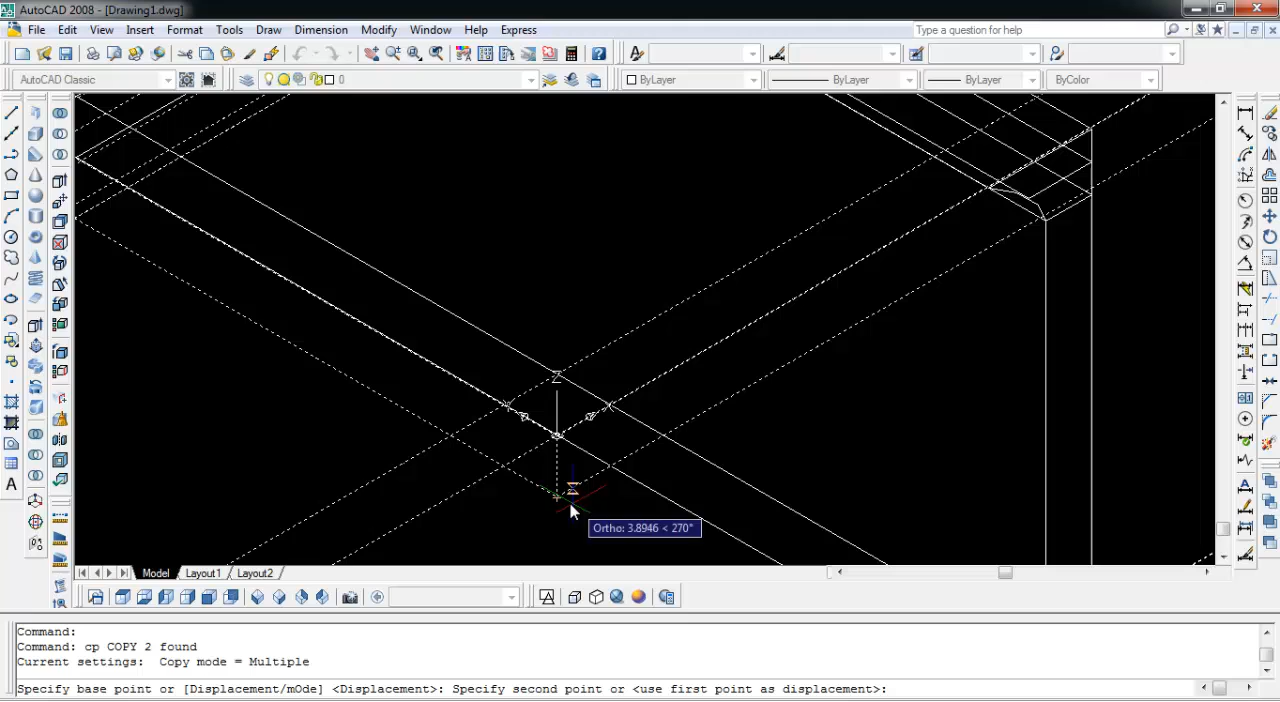 AutoCAD 2008 - [Drawing1.dwg]
File Edit View Insert Format Tools Draw Dimension Modify Window Help Express
Type a question for help
AutoCAD Classic
0
ByLayer
ByLayer
ByLayer
ByColor
Z
Ortho: 3.8946 < 270°
A
Model Layout1 Layout2
Command:
Command: cp COPY 2 found
Current settings:  Copy mode = Multiple
Specify base point or [Displacement/mOde] <Displacement>: Specify second point or <use first point as displacement>: